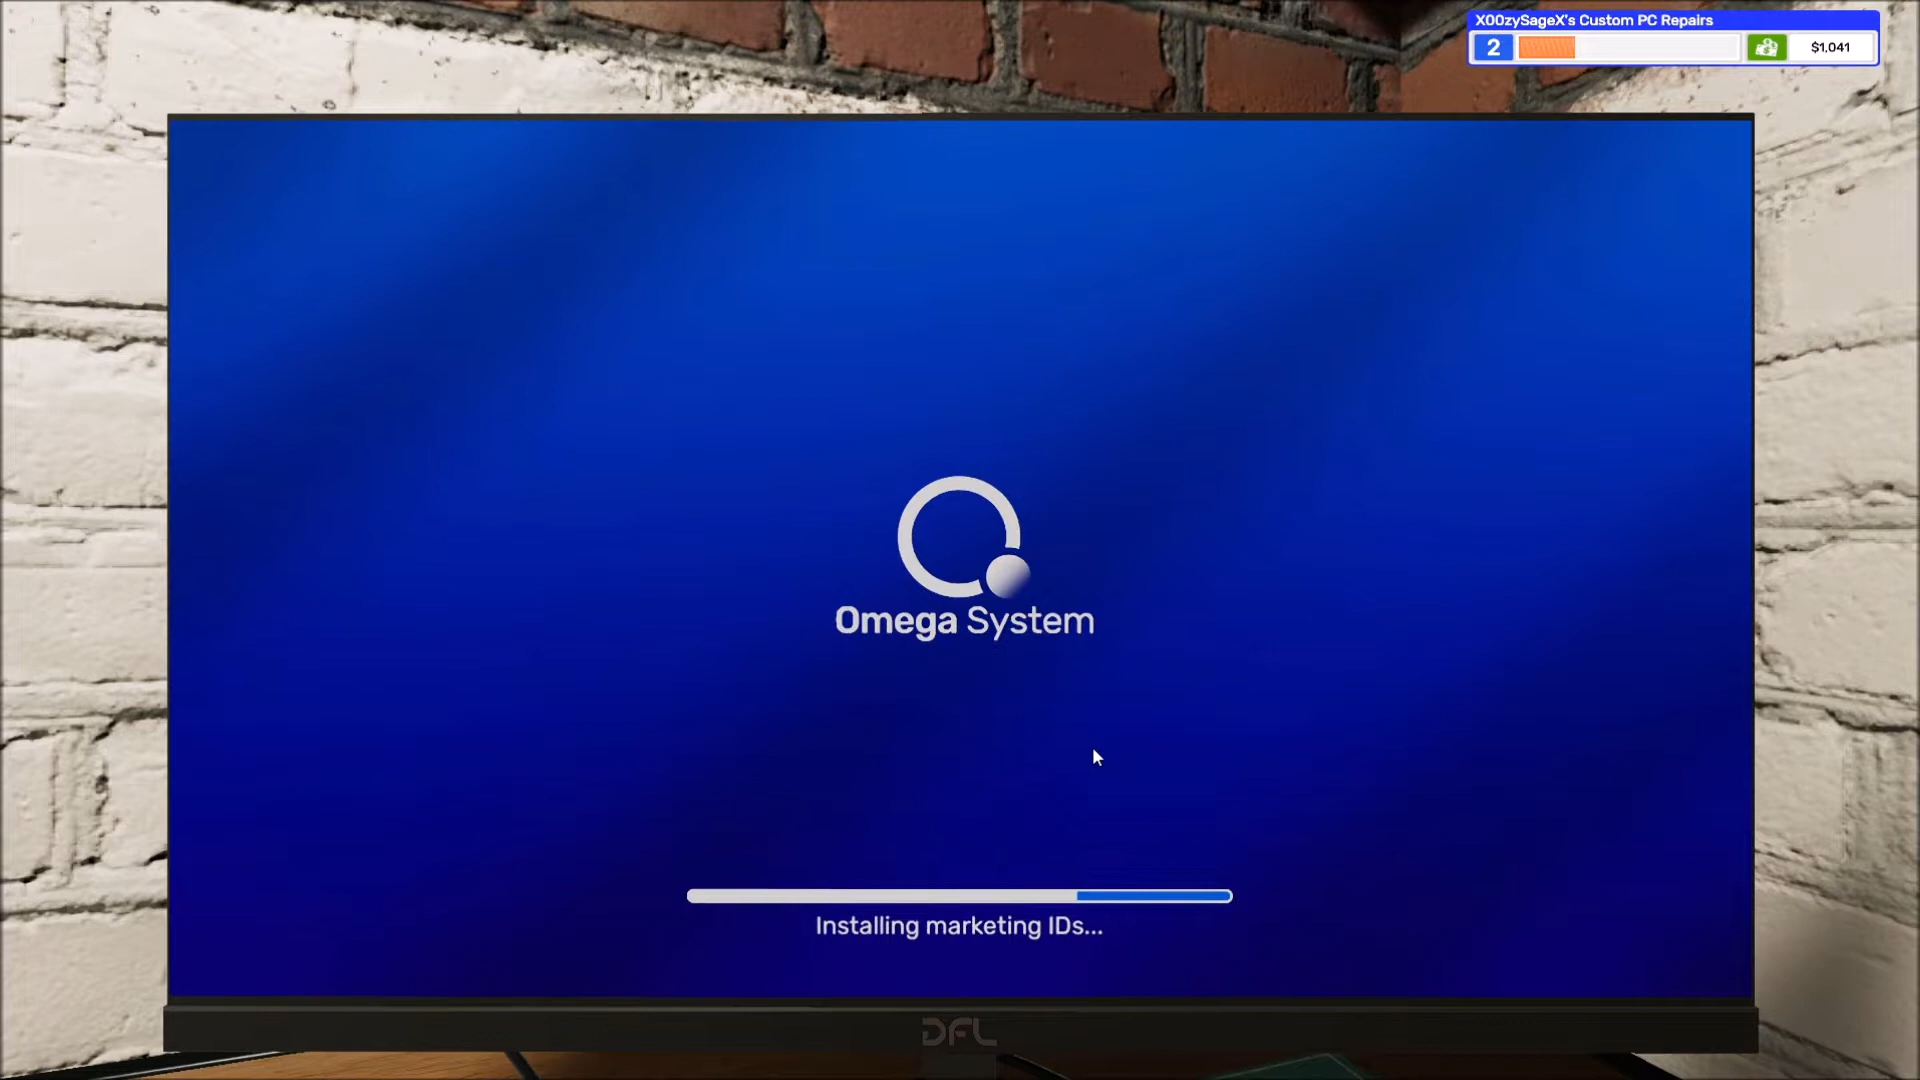 X00zySageX's Custom PC Repairs
2
$1,041
Omega System
Installing marketing IDs...
DFL